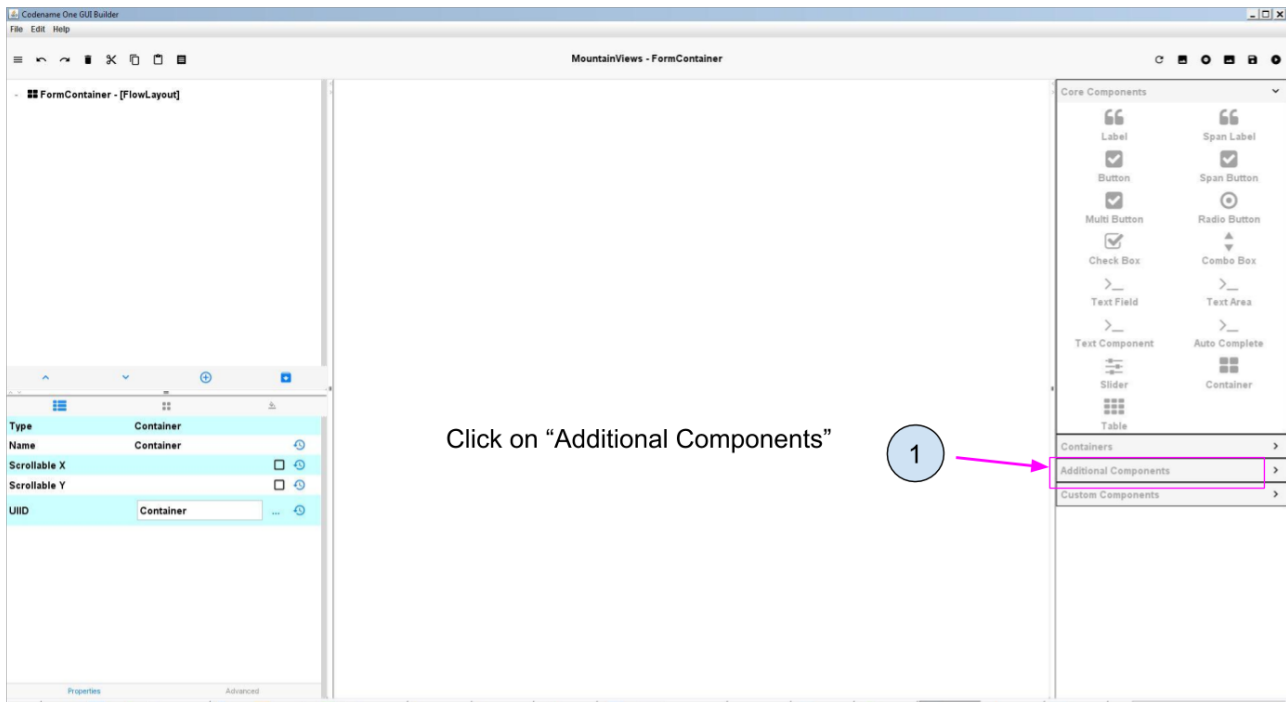 Codename One GUI Builder
File Edit Help
MountainViews - FormContainer
FormContainer - [FlowLayout]
Type Container
Name Container
Scrollable X
Scrollable Y
UIID Container ...
Properties Advanced
Click on “Additional Components”
1
Core Components
Label Span Label
Button Span Button
Multi Button Radio Button
Check Box Combo Box
Text Field Text Area
Text Component Auto Complete
Slider Container
Table
Containers
Additional Components
Custom Components